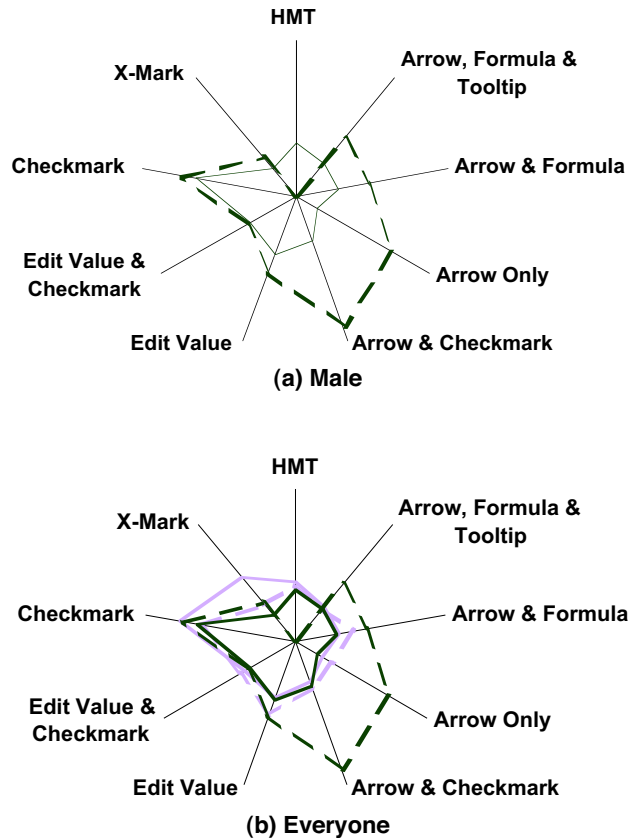 HMT
Arrow, Formula &
Tooltip
X-Mark
Checkmark
Arrow & Formula
Edit Value &
Checkmark
Arrow Only
Edit Value
Arrow & Checkmark
(a) Male
HMT
Arrow, Formula &
Tooltip
X-Mark
Checkmark
Arrow & Formula
Edit Value &
Checkmark
Arrow Only
Edit Value
Arrow & Checkmark
(b) Everyone